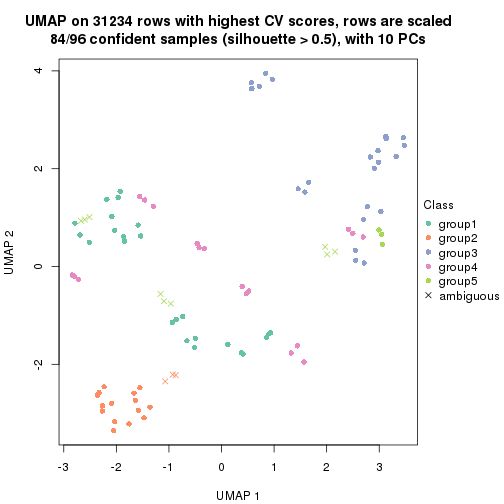 UMAP on 31234 rows with highest CV scores, rows are scaled
84/96 confident samples (silhouette > 0.5), with 10 PCs
4
2
0
-2
UMAP 2
-3
-2
-1
0
1
2
3
UMAP 1
Class
group1
group2
group3
group4
group5
ambiguous